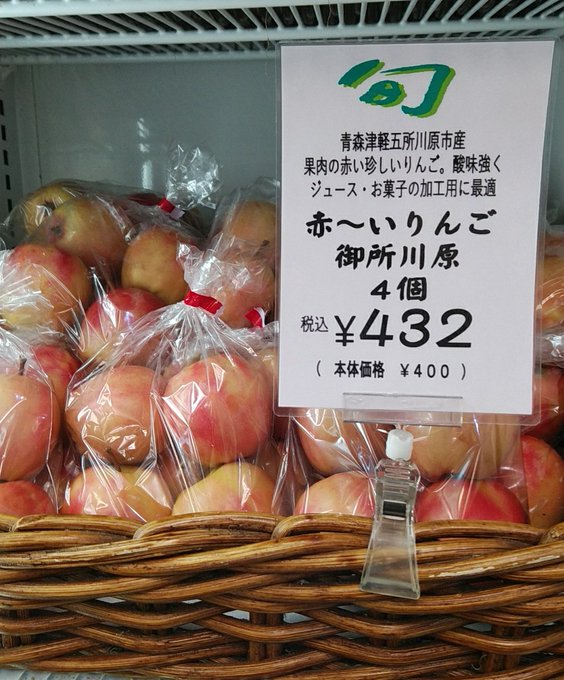 旬
青森津軽五所川原市産
果肉の赤い珍しいりんご。酸味強く
ジュース・お菓子の加工用に最適
赤〜いりんご
御所川原
4個
税込 ¥432
( 本体価格 ¥400 )